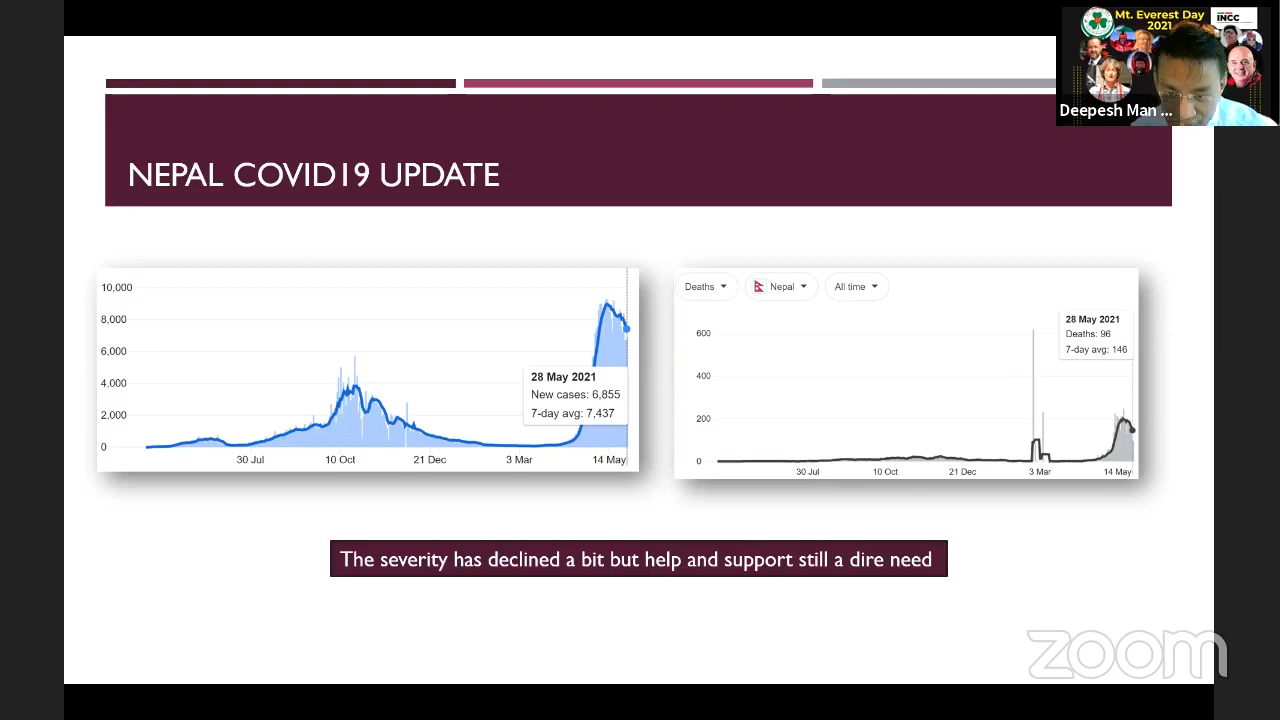 Mt. Everest Day
2021
INCC
Deepesh Man ...
NEPAL COVID19 UPDATE
10,000
8,000
6,000
4,000
2,000
0
30 Jul
10 Oct
21 Dec
3 Mar
14 May
28 May 2021
New cases: 6,855
7-day avg: 7,437
Deaths
Nepal
All time
600
400
200
0
30 Jul
10 Oct
21 Dec
3 Mar
14 May
28 May 2021
Deaths: 96
7-day avg: 146
The severity has declined a bit but help and support still a dire need
zoom